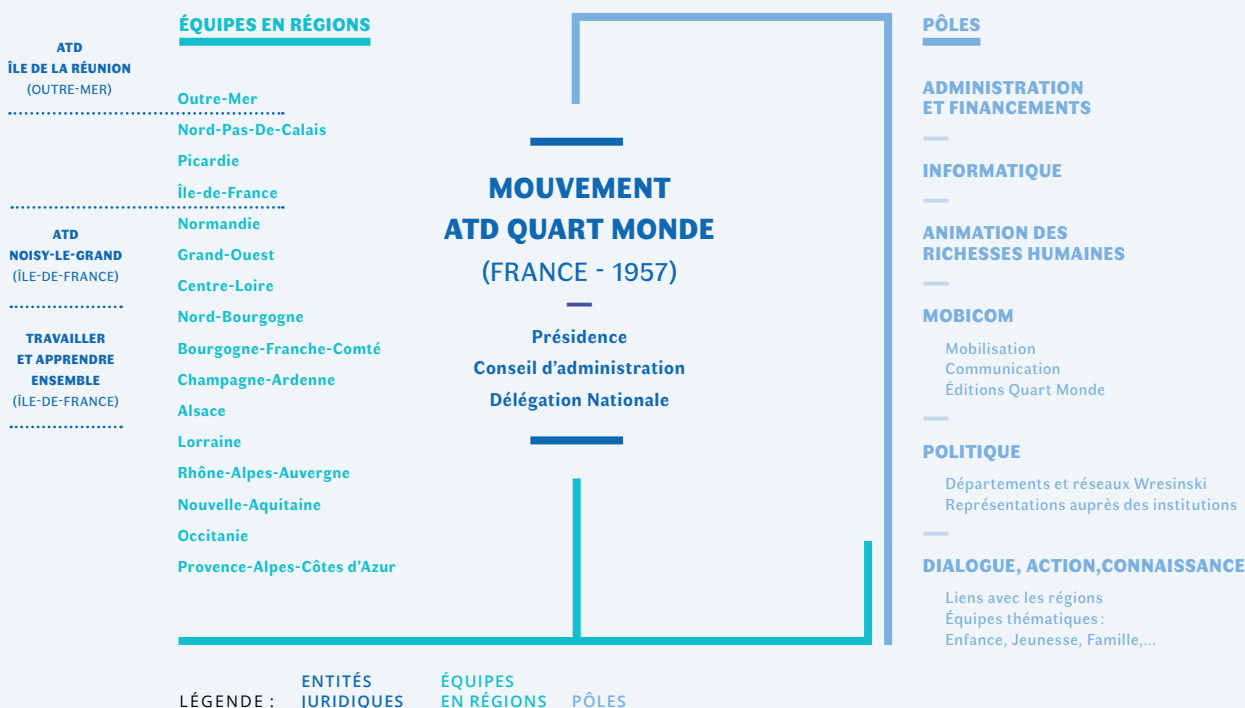 ATD
ÎLE DE LA RÉUNION
(OUTRE-MER)
ATD
NOISY-LE-GRAND
(ÎLE-DE-FRANCE)
TRAVAILLER
ET APPRENDRE
ENSEMBLE
(ÎLE-DE-FRANCE)
ÉQUIPES EN RÉGIONS
Outre-Mer
Nord-Pas-De-Calais
Picardie
Île-de-France
Normandie
Grand-Ouest
Centre-Loire
Nord-Bourgogne
Bourgogne-Franche-Comté
Champagne-Ardenne
Alsace
Lorraine
Rhône-Alpes-Auvergne
Nouvelle-Aquitaine
Occitanie
Provence-Alpes-Côtes d'Azur
MOUVEMENT
ATD QUART MONDE
(FRANCE - 1957)
Présidence
Conseil d'administration
Délégation Nationale
PÔLES
ADMINISTRATION
ET FINANCEMENTS
INFORMATIQUE
ANIMATION DES
RICHESSES HUMAINES
MOBICOM
Mobilisation
Communication
Éditions Quart Monde
POLITIQUE
Départements et réseaux Wresinski
Représentations auprès des institutions
DIALOGUE, ACTION,CONNAISSANCE
Liens avec les régions
Équipes thématiques :
Enfance, Jeunesse, Famille,...
LÉGENDE :
ENTITÉS
JURIDIQUES
ÉQUIPES
EN RÉGIONS
PÔLES